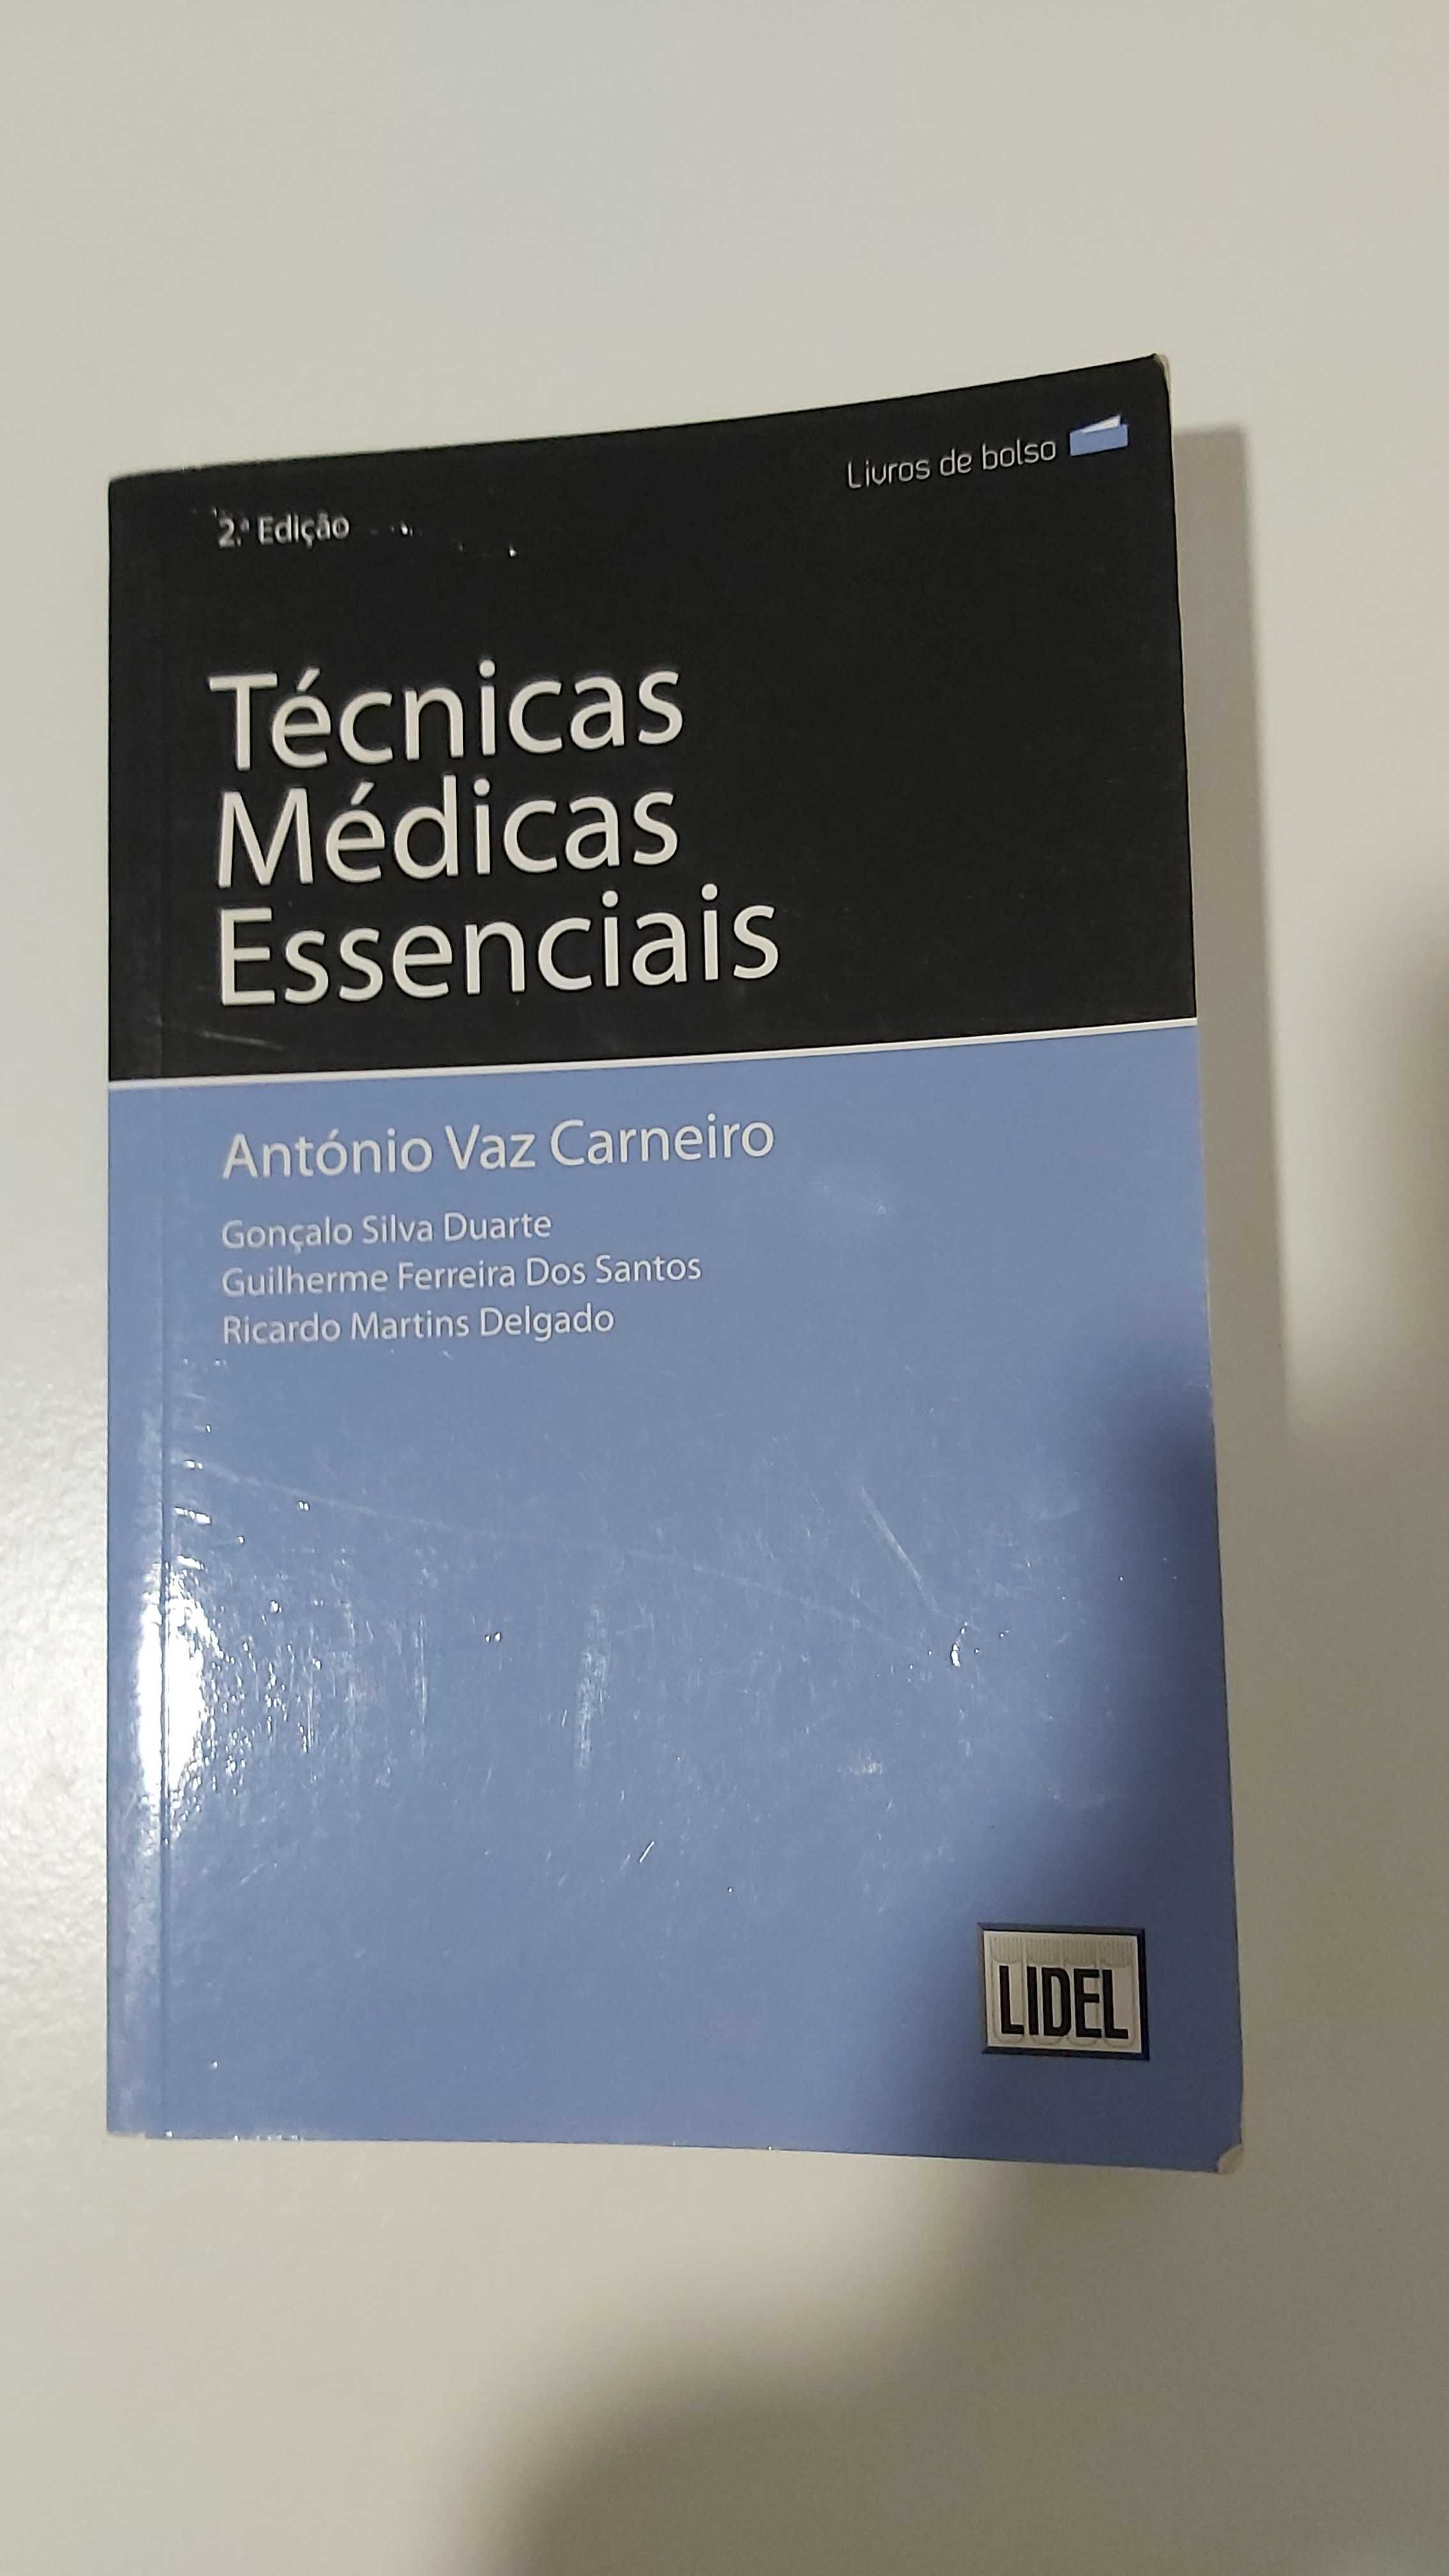 Livros de bolso
2.ª Edição
Técnicas
Médicas
Essenciais
António Vaz Carneiro
Gonçalo Silva Duarte
Guilherme Ferreira Dos Santos
Ricardo Martins Delgado
LIDEL